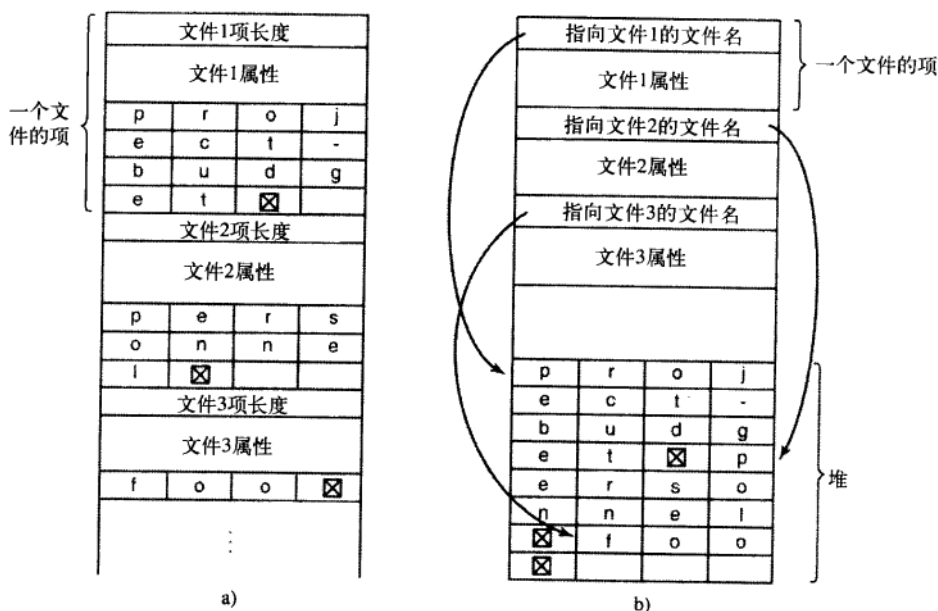 文件1项长度
文件1属性
一个文
件的项
p r o j
e c t -
b u d g
e t ☒
文件2项长度
文件2属性
p e r s
o n n e
l ☒
文件3项长度
文件3属性
f o o ☒
⋮
a)
指向文件1的文件名
一个文件的项
文件1属性
指向文件2的文件名
文件2属性
指向文件3的文件名
文件3属性
p r o j
e c t -
b u d g
e t ☒ p
e r s o
n n e l
☒ f o o
☒
堆
b)